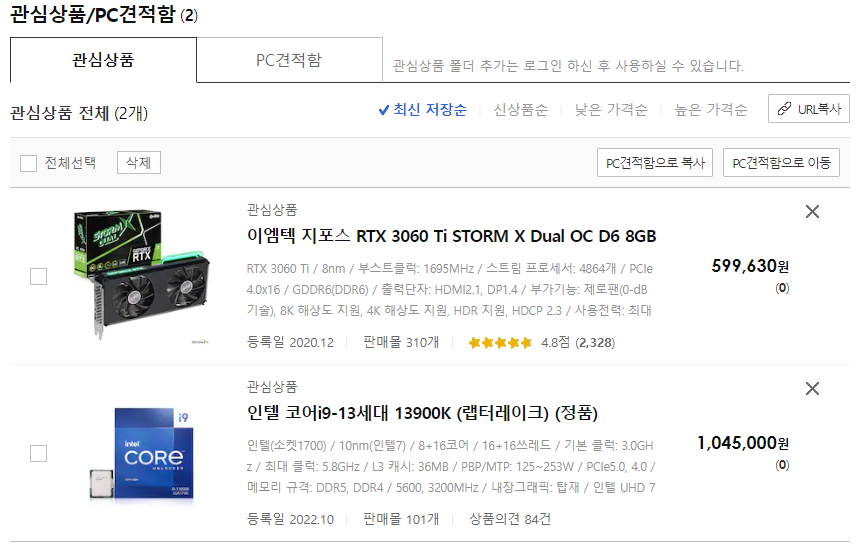 관심상품/PC견적함 (2)
관심상품
PC견적함
관심상품 폴더 추가는 로그인 하신 후 사용하실 수 있습니다.
관심상품 전체 (2개)
최신 저장순
신상품순
낮은 가격순
높은 가격순
URL복사
전체선택
삭제
PC견적함으로 복사
PC견적함으로 이동
STORM X
DUAL
GEFORCE
RTX
관심상품
이엠텍 지포스 RTX 3060 Ti STORM X Dual OC D6 8GB
RTX 3060 Ti / 8nm / 부스트클럭: 1695MHz / 스트림 프로세서: 4864개 / PCIe
4.0x16 / GDDR6(DDR6) / 출력단자: HDMI2.1, DP1.4 / 부가기능: 제로팬(0-dB
기술), 8K 해상도 지원, 4K 해상도 지원, HDR 지원, HDCP 2.3 / 사용전력: 최대
등록일 2020.12
판매몰 310개
4.8점 (2,328)
599,630원
(0)
i9
intel
CORE
UNLOCKED
관심상품
인텔 코어i9-13세대 13900K (랩터레이크) (정품)
인텔(소켓1700) / 10nm(인텔7) / 8+16코어 / 16+16쓰레드 / 기본 클럭: 3.0GH
z / 최대 클럭: 5.8GHz / L3 캐시: 36MB / PBP/MTP: 125~253W / PCIe5.0, 4.0 /
메모리 규격: DDR5, DDR4 / 5600, 3200MHz / 내장그래픽: 탑재 / 인텔 UHD 7
등록일 2022.10
판매몰 101개
상품의견 84건
1,045,000원
(0)